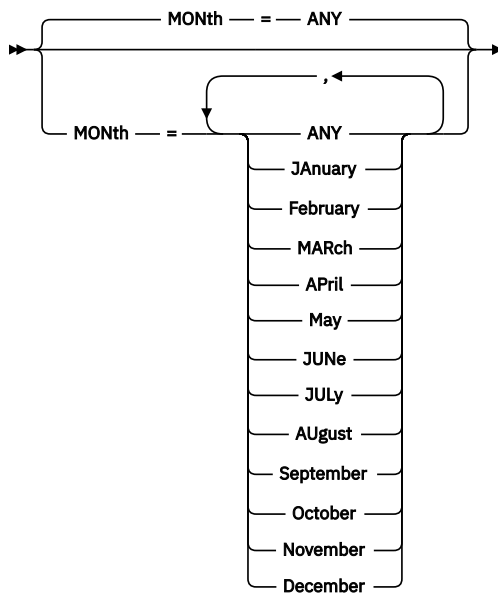 MONth = ANY
,
MONth = ANY
JAnuary
February
MARch
APril
May
JUNe
JULy
AUgust
September
October
November
December